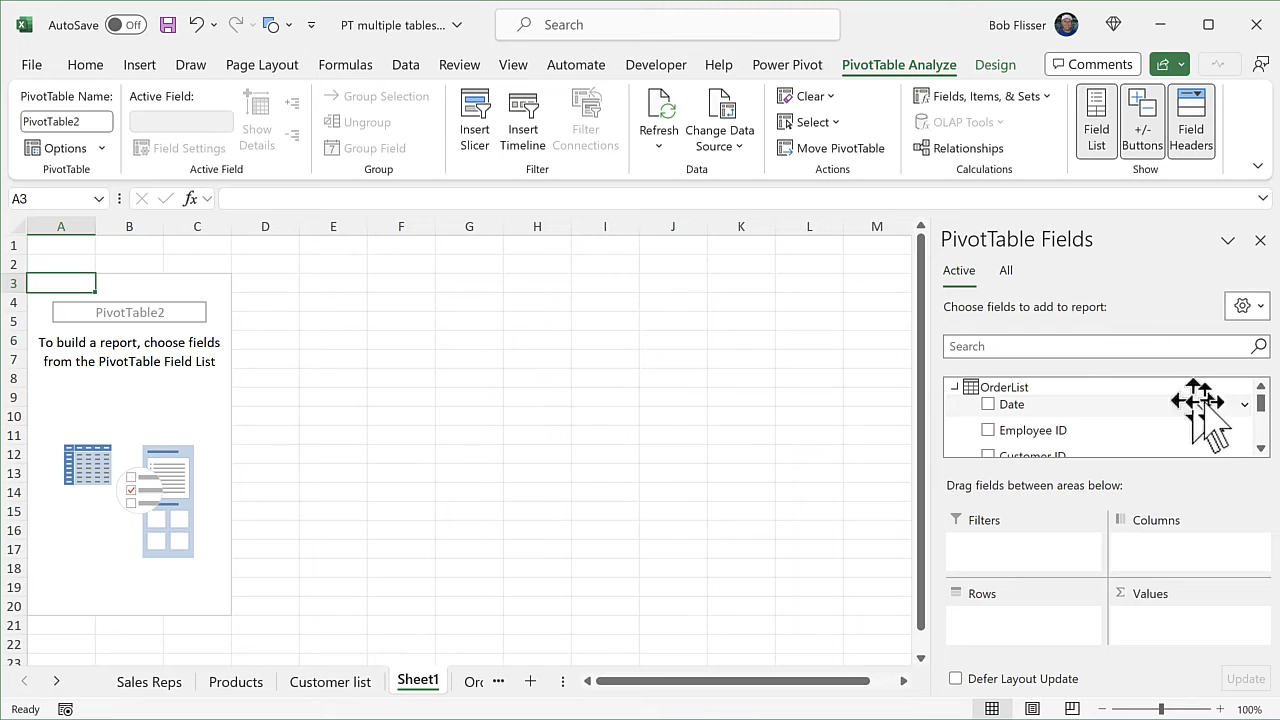 AutoSave Off PT multiple tables... Search Bob Flisser
File Home Insert Draw Page Layout Formulas Data Review View Automate Developer Help Power Pivot PivotTable Analyze Design Comments
PivotTable Name:
PivotTable2
Options
PivotTable
Active Field:
Field Settings
Show
Details
Active Field
Group Selection
Ungroup
Group Field
Group
Insert
Slicer
Insert
Timeline
Filter
Connections
Filter
Refresh
Change Data
Source
Data
Clear
Select
Move PivotTable
Actions
Fields, Items, & Sets
OLAP Tools
Relationships
Calculations
Field
List
+/-
Buttons
Field
Headers
Show
A3 fx
A B C D E F G H I J K L M
1
2
3
4
5
6
7
8
9
10
11
12
13
14
15
16
17
18
19
20
21
22
23
PivotTable2
To build a report, choose fields
from the PivotTable Field List
PivotTable Fields
Active All
Choose fields to add to report:
Search
OrderList
Date
Employee ID
Customer ID
Drag fields between areas below:
Filters Columns
Rows Σ Values
Defer Layout Update Update
Sales Reps Products Customer list Sheet1 Orc ...
Ready 100%